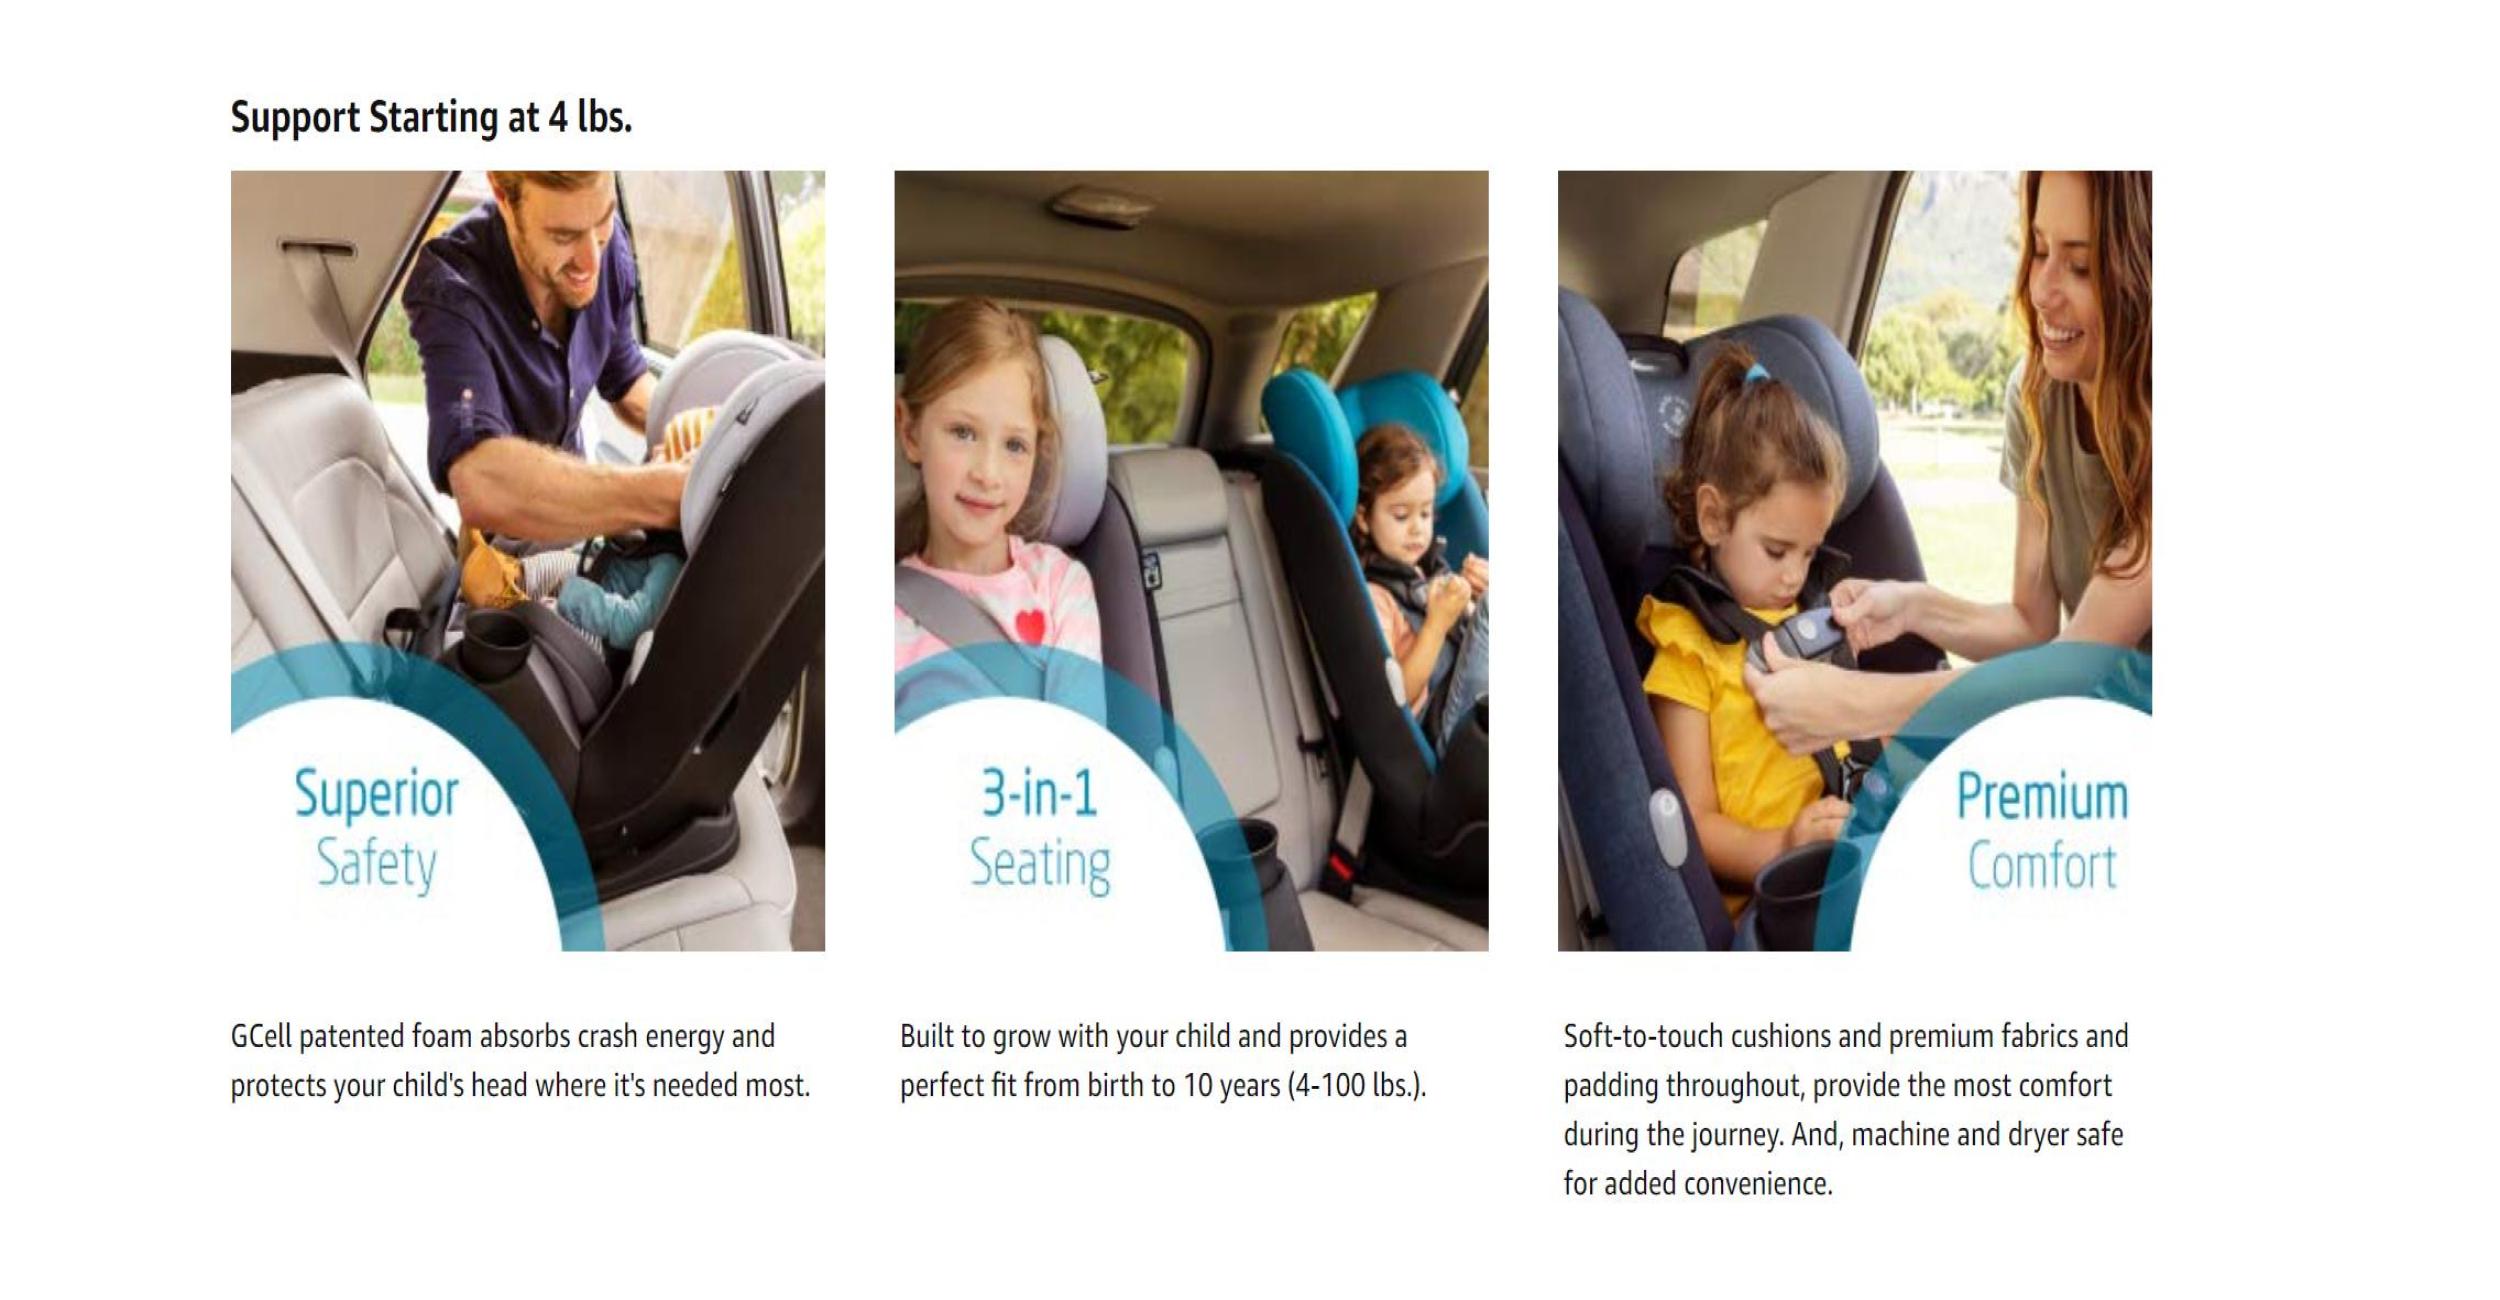 Support Starting at 4 lbs.
Superior
Safety
3-in-1
Seating
Premium
Comfort
GCell patented foam absorbs crash energy and
protects your child's head where it's needed most.
Built to grow with your child and provides a
perfect fit from birth to 10 years (4-100 lbs.).
Soft-to-touch cushions and premium fabrics and
padding throughout, provide the most comfort
during the journey. And, machine and dryer safe
for added convenience.